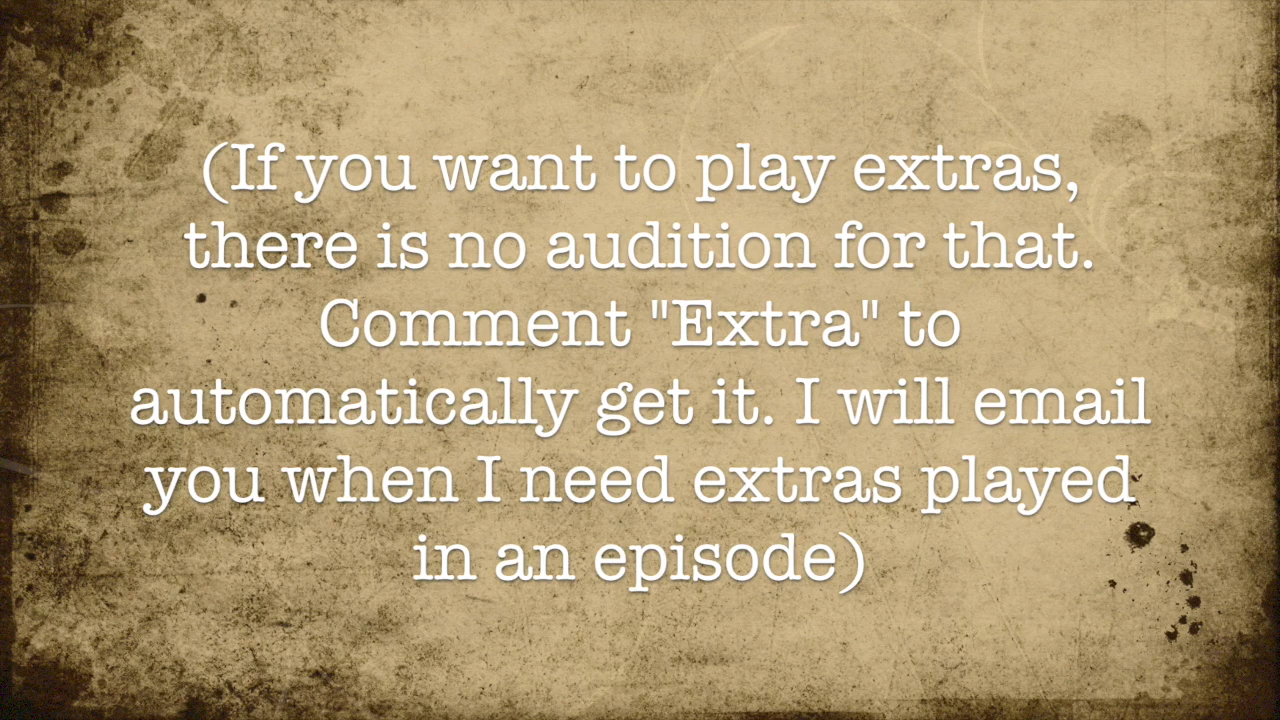 (If you want to play extras,
there is no audition for that.
Comment "Extra" to
automatically get it. I will email
you when I need extras played
in an episode)